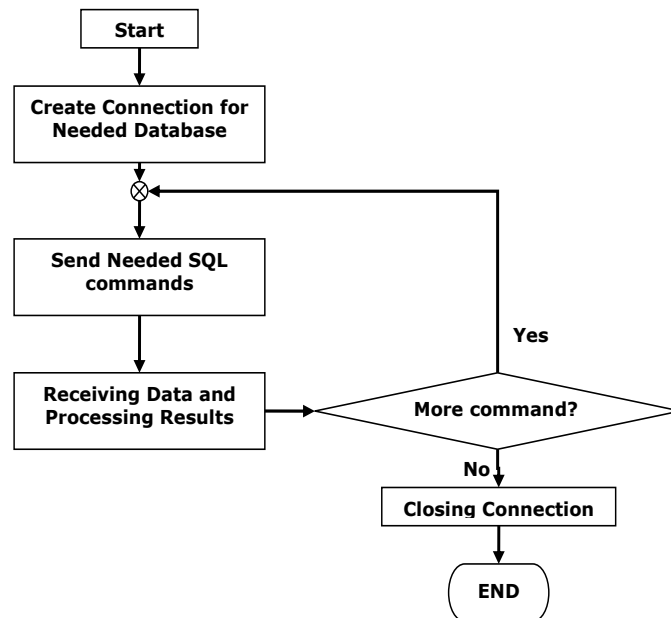 Start
Create Connection for
Needed Database
Send Needed SQL
commands
Yes
Receiving Data and
Processing Results
More command?
No
Closing Connection
END